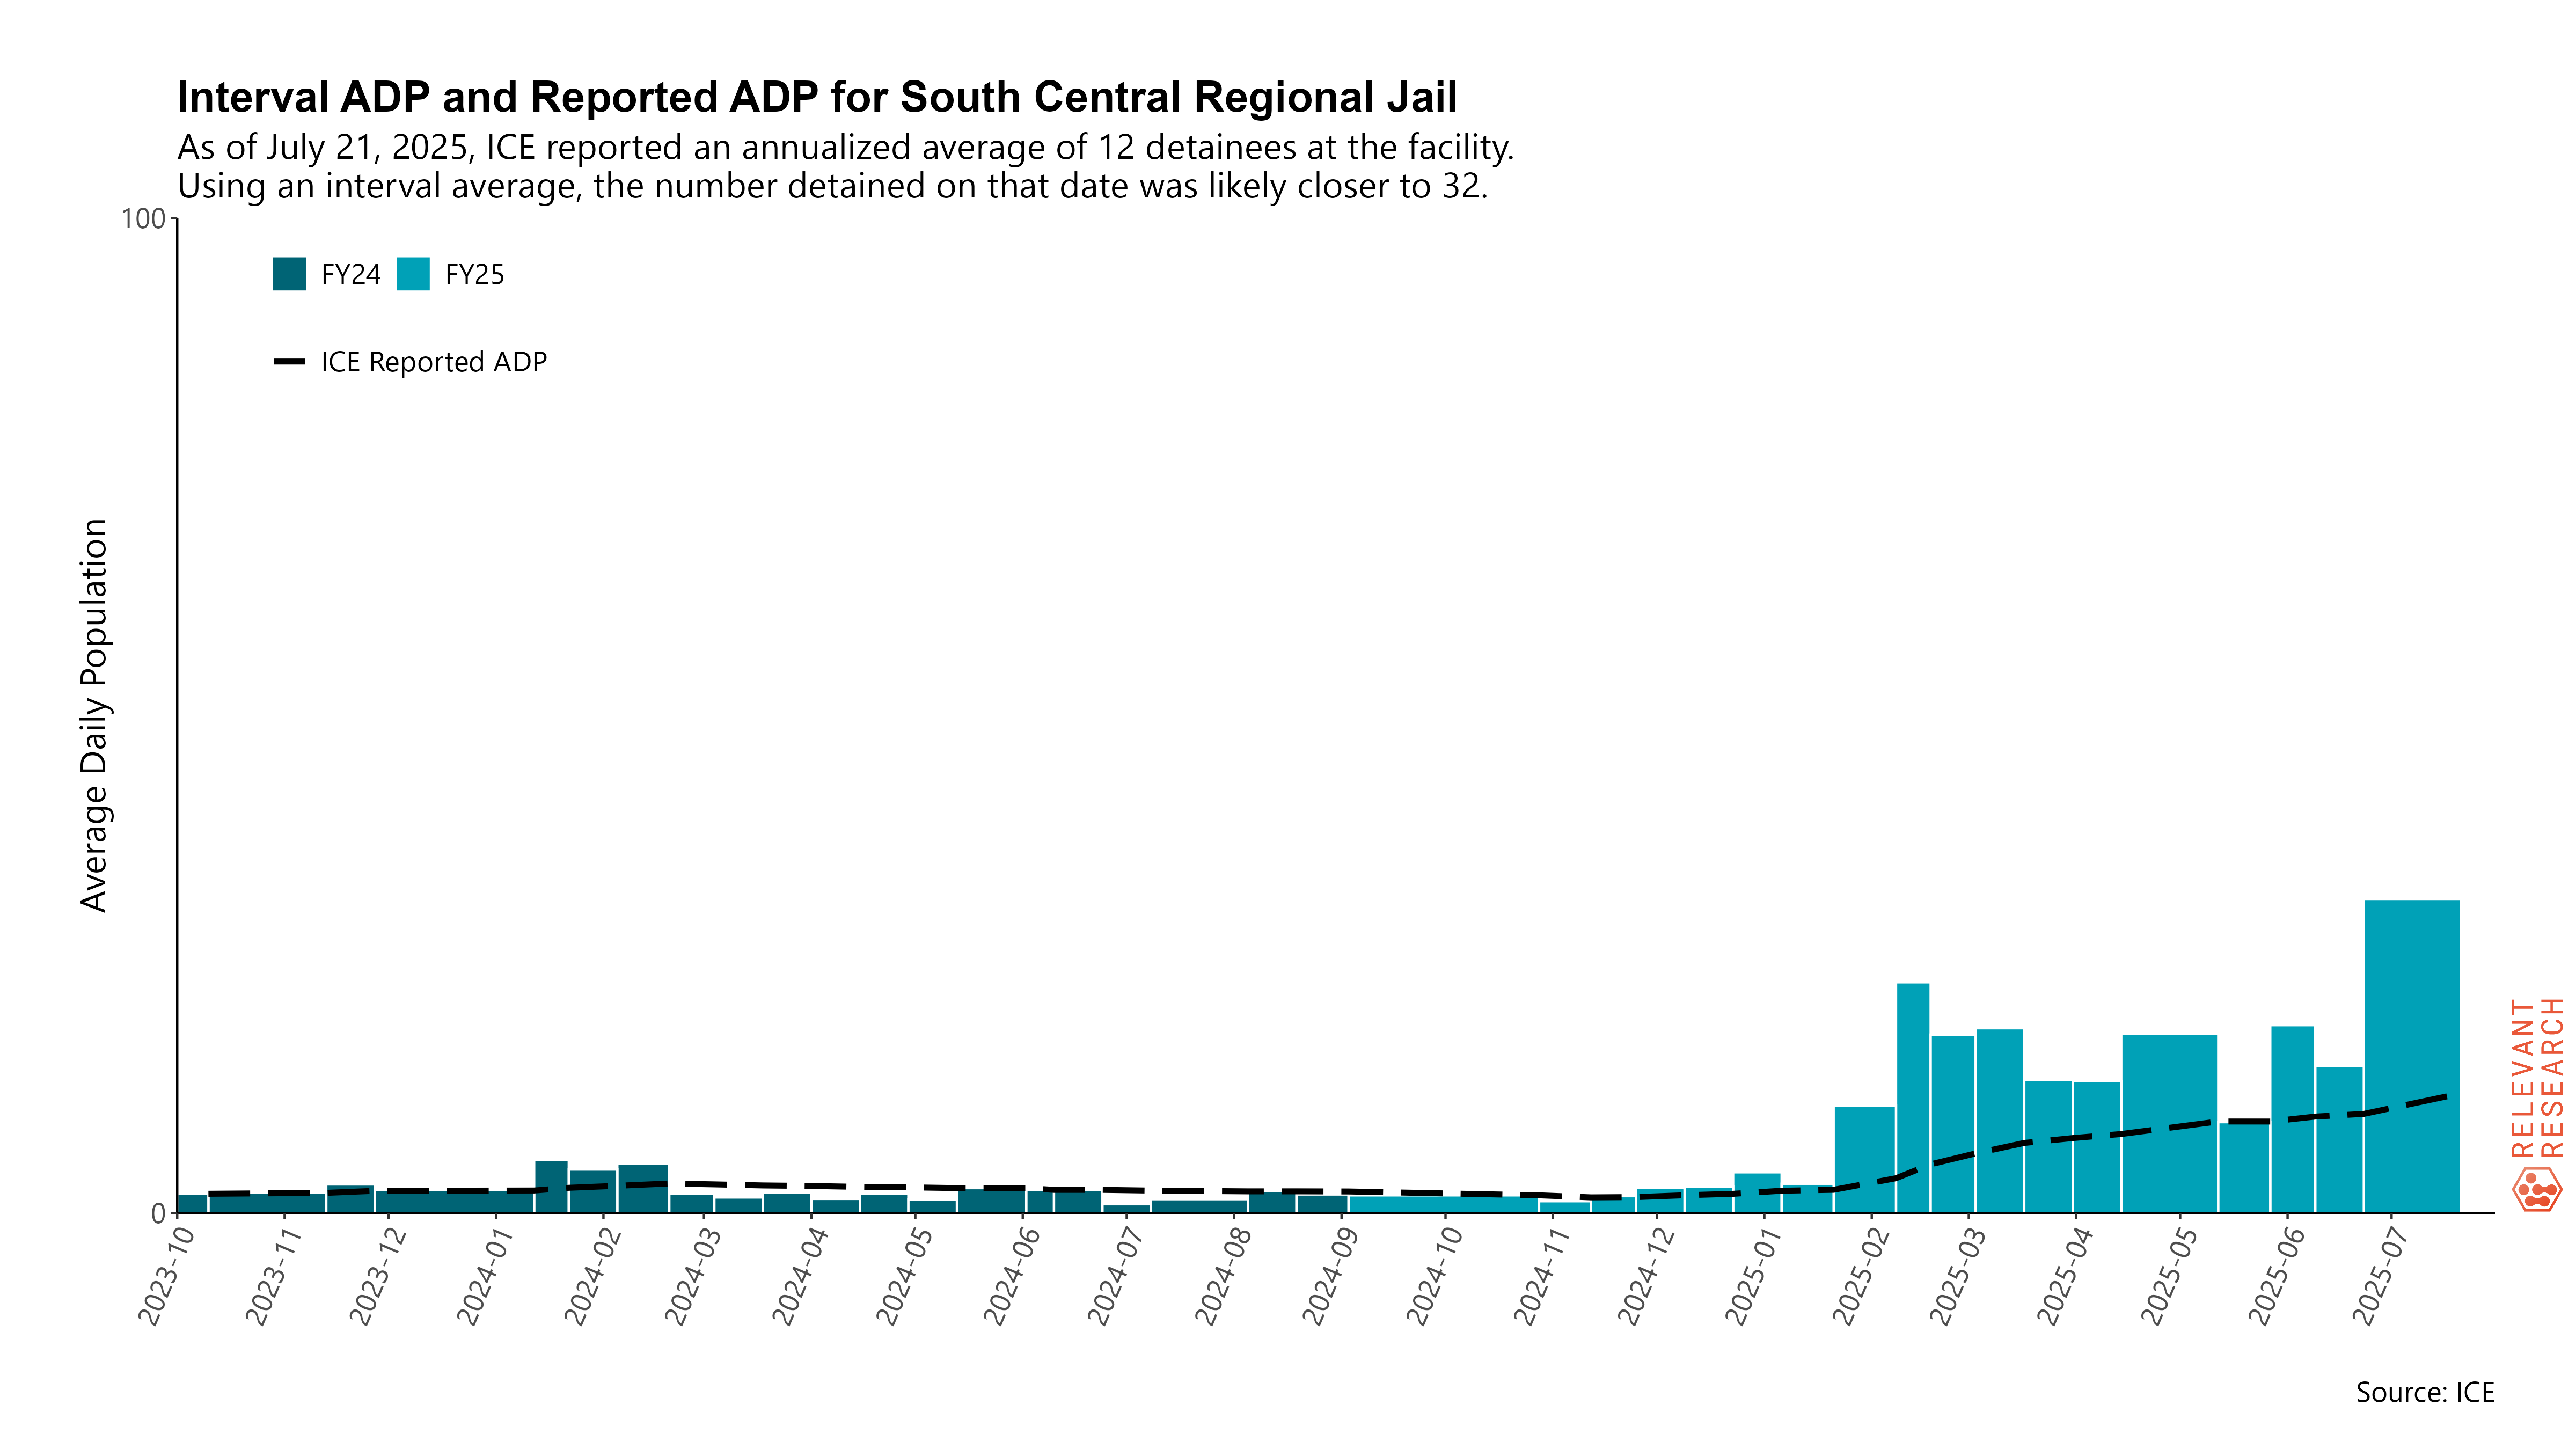 Interval ADP and Reported ADP for South Central Regional Jail
As of July 21, 2025, ICE reported an annualized average of 12 detainees at the facility.
Using an interval average, the number detained on that date was likely closer to 32.
100
FY24 FY25
ICE Reported ADP
Average Daily Population
0
2023-10 2023-11 2023-12 2024-01 2024-02 2024-03 2024-04 2024-05 2024-06 2024-07 2024-08 2024-09 2024-10 2024-11 2024-12 2025-01 2025-02 2025-03 2025-04 2025-05 2025-06 2025-07
RELEVANT
RESEARCH
Source: ICE